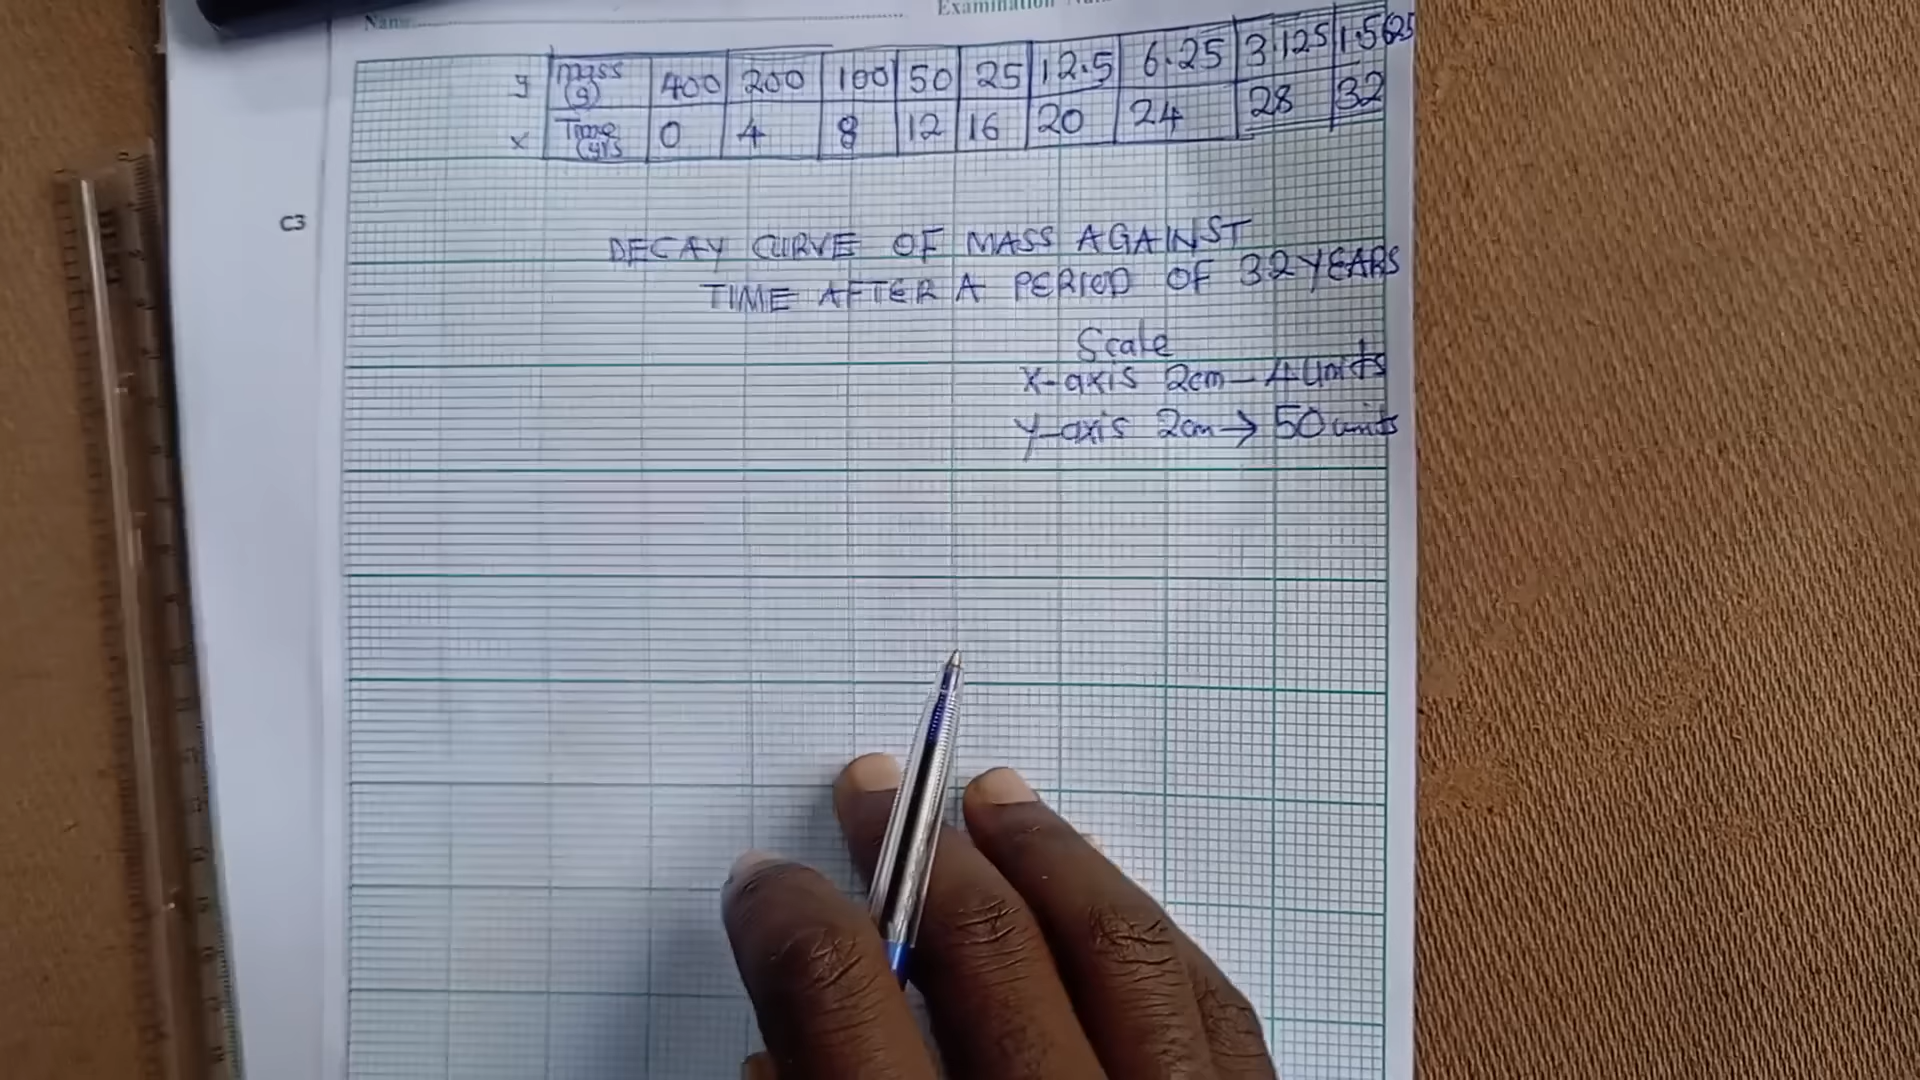 Name
Examination
y mass (g) 400 200 100 50 25 12.5 6.25 3.125 1.5625
x Time (yrs 0 4 8 12 16 20 24 28 32
C3
DECAY CURVE OF MASS AGAINST
TIME AFTER A PERIOD OF 32 YEARS
Scale
X-axis 2cm - 4 units
Y-axis 2cm → 50 units